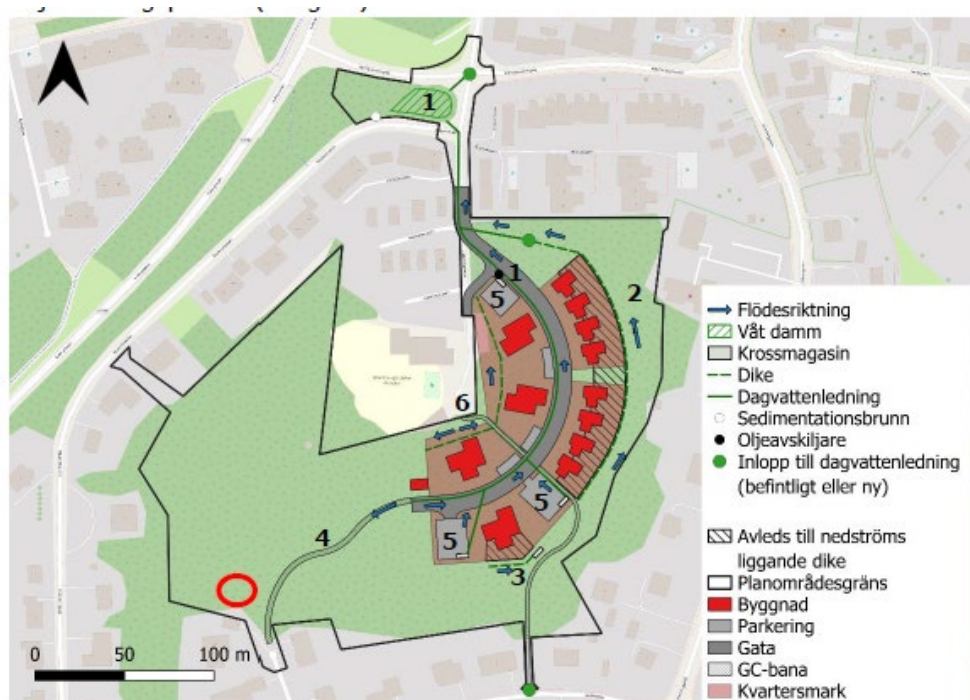 1
1
2
5
6
5
4
5
3
Flödesriktning
Våt damm
Krossmagasin
Dike
Dagvattenledning
Sedimentationsbrunn
Oljeavskiljare
Inlopp till dagvattenledning
(befintligt eller ny)
Avleds till nedströms
liggande dike
Planområdesgräns
Byggnad
Parkering
Gata
GC-bana
Kvartersmark
0 50 100 m